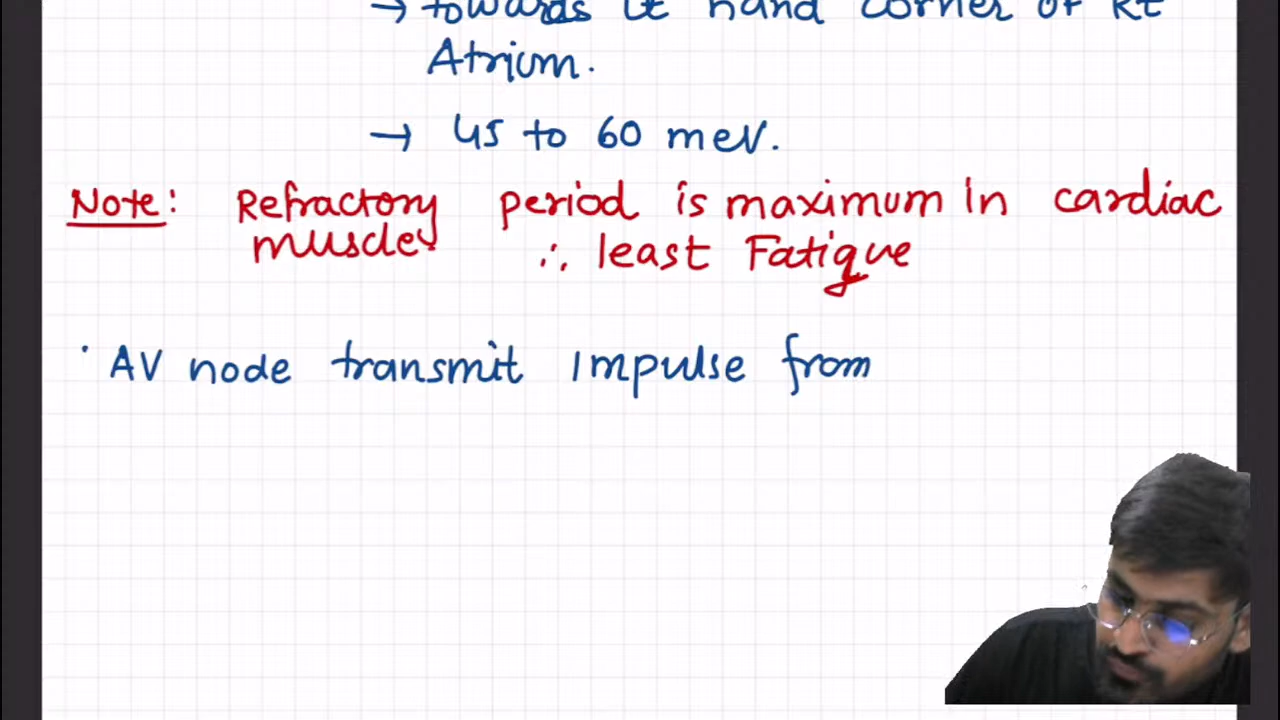 → towards Lt hand corner of Rt
Atrium.
→ 45 to 60 meV.
Note: Refractory period is maximum in cardiac
muscle. ∴ least Fatigue
· AV node transmit impulse from